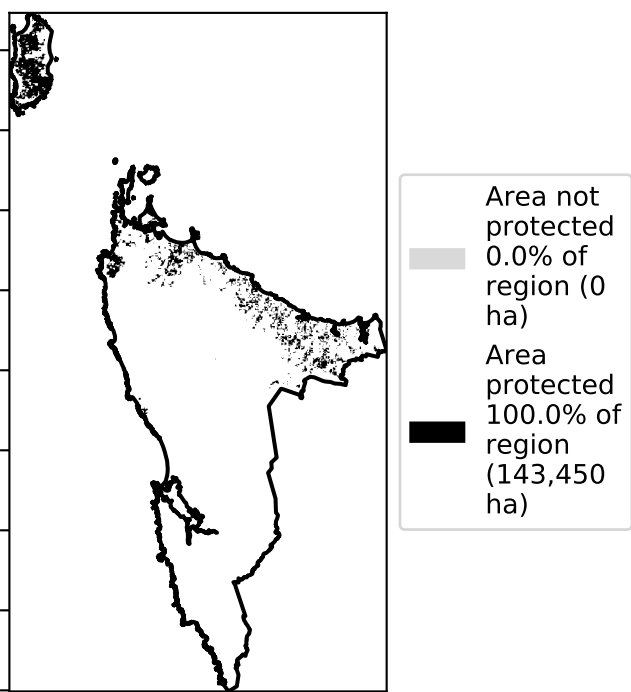 Area not
protected
0.0% of
region (0
ha)
Area
protected
100.0% of
region
(143,450
ha)